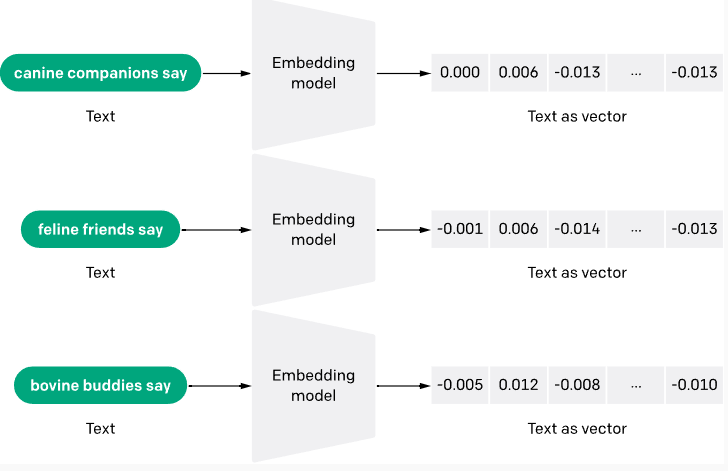 canine companions say
Embedding
model
0.000 0.006 -0.013 ... -0.013
Text
Text as vector
feline friends say
Embedding
model
-0.001 0.006 -0.014 ... -0.013
Text
Text as vector
bovine buddies say
Embedding
model
-0.005 0.012 -0.008 ... -0.010
Text
Text as vector